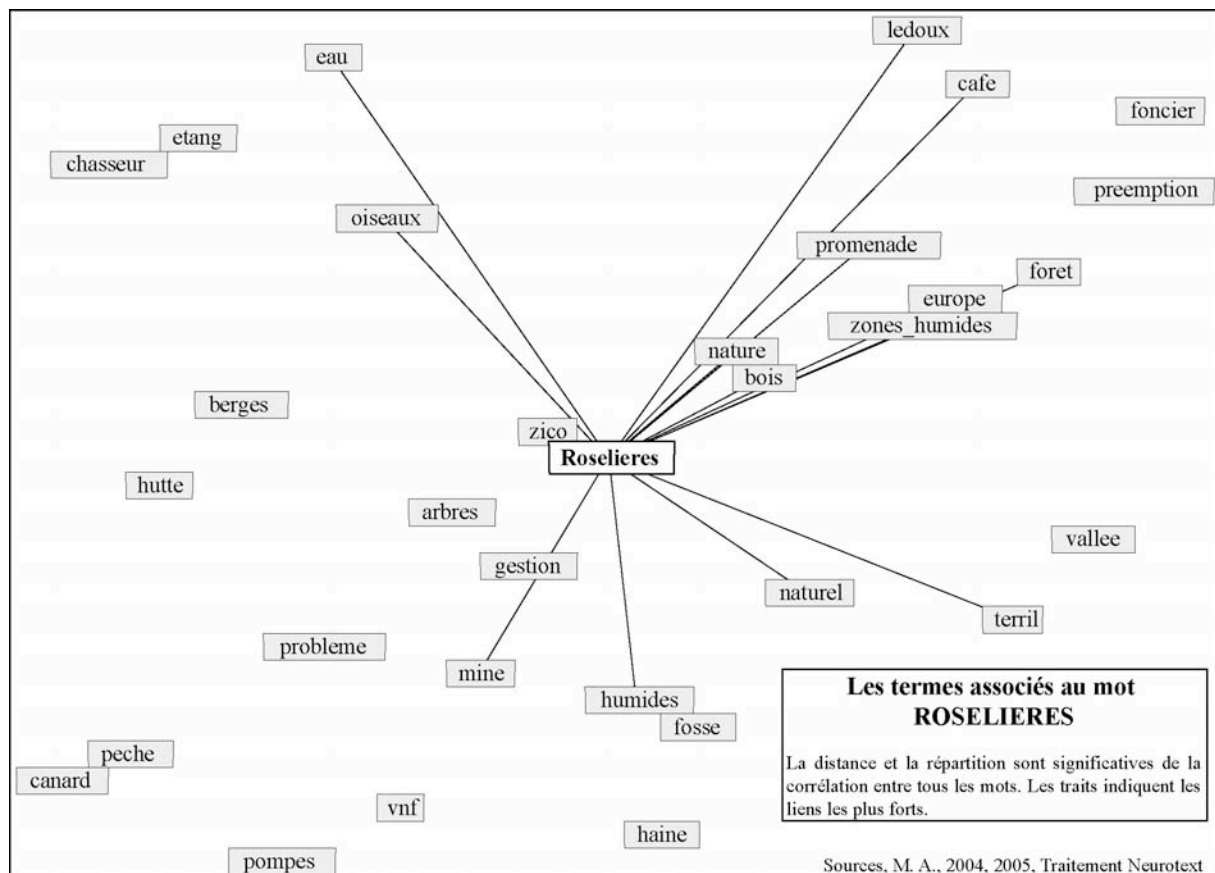 ledoux
eau
cafe
foncier
etang
chasseur
preemption
oiseaux
promenade
foret
europe
zones_humides
nature
bois
berges
zico
Roselieres
hutte
arbres
vallee
gestion
naturel
terril
probleme
mine
humides
fosse
Les termes associés au mot
ROSELIERES
La distance et la répartition sont significatives de la
corrélation entre tous les mots. Les traits indiquent les
liens les plus forts.
peche
canard
vnf
haine
pompes
Sources, M. A., 2004, 2005, Traitement Neurotext